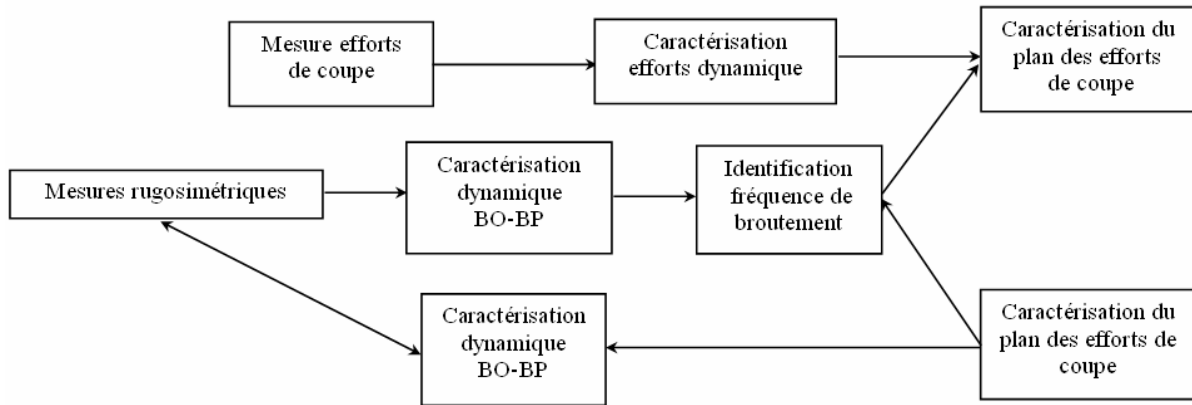 Mesure efforts
de coupe
Caractérisation
efforts dynamique
Caractérisation du
plan des efforts
de coupe
Mesures rugosimétriques
Caractérisation
dynamique
BO-BP
Identification
fréquence de
broutement
Caractérisation
dynamique
BO-BP
Caractérisation du
plan des efforts de
coupe